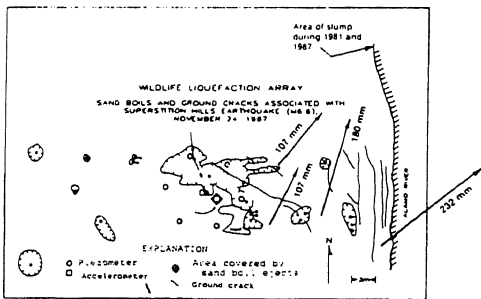 Area of slump
during 1981 and
1987
WILDLIFE LIQUEFACTION ARRAY
SAND BOILS AND GROUND CRACKS ASSOCIATED WITH
SUPERSTITION HILLS EARTHQUAKE (M6.6),
NOVEMBER 24 1987
107 mm
180 mm
107 mm
232 mm
ALAMO RIVER
N
EXPLANATION
Piezometer
Accelerometer
Area covered by
sand boil ejecta
Ground crack